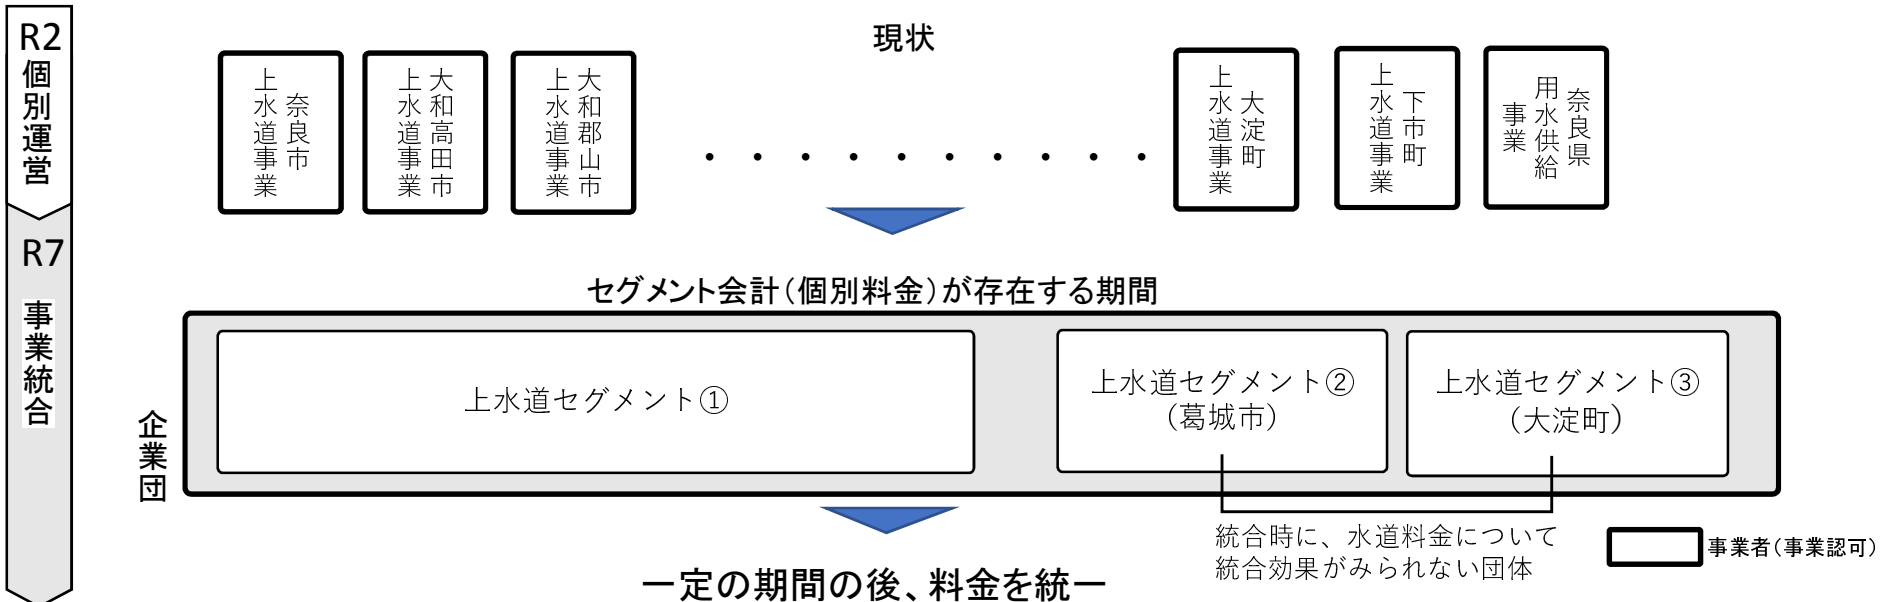 R2
個別運営
R7
事業統合
現状
奈良市
上水道事業
大和高田市
上水道事業
大和郡山市
上水道事業
・・・・・・・・・・
大淀町
上水道事業
下市町
上水道事業
奈良県
用水供給
事業
セグメント会計(個別料金)が存在する期間
企業団
上水道セグメント①
上水道セグメント②
(葛城市)
上水道セグメント③
(大淀町)
統合時に、水道料金について
統合効果がみられない団体
事業者(事業認可)
一定の期間の後、料金を統一